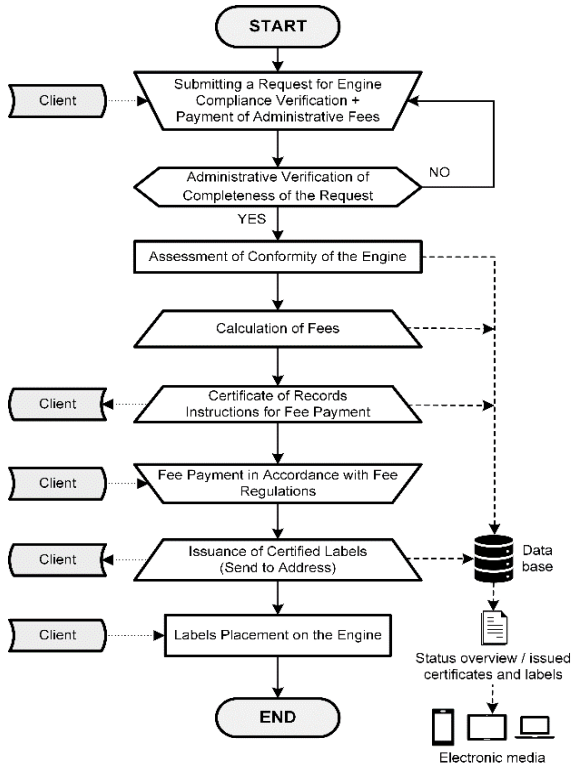 START
Client
Submitting a Request for Engine
Compliance Verification +
Payment of Administrative Fees
NO
Administrative Verification of
Completeness of the Request
YES
Assessment of Conformity of the Engine
Calculation of Fees
Client
Certificate of Records
Instructions for Fee Payment
Client
Fee Payment in Accordance with Fee
Regulations
Client
Issuance of Certified Labels
(Send to Address)
Data
base
Client
Labels Placement on the Engine
Status overview / issued
certificates and labels
END
Electronic media